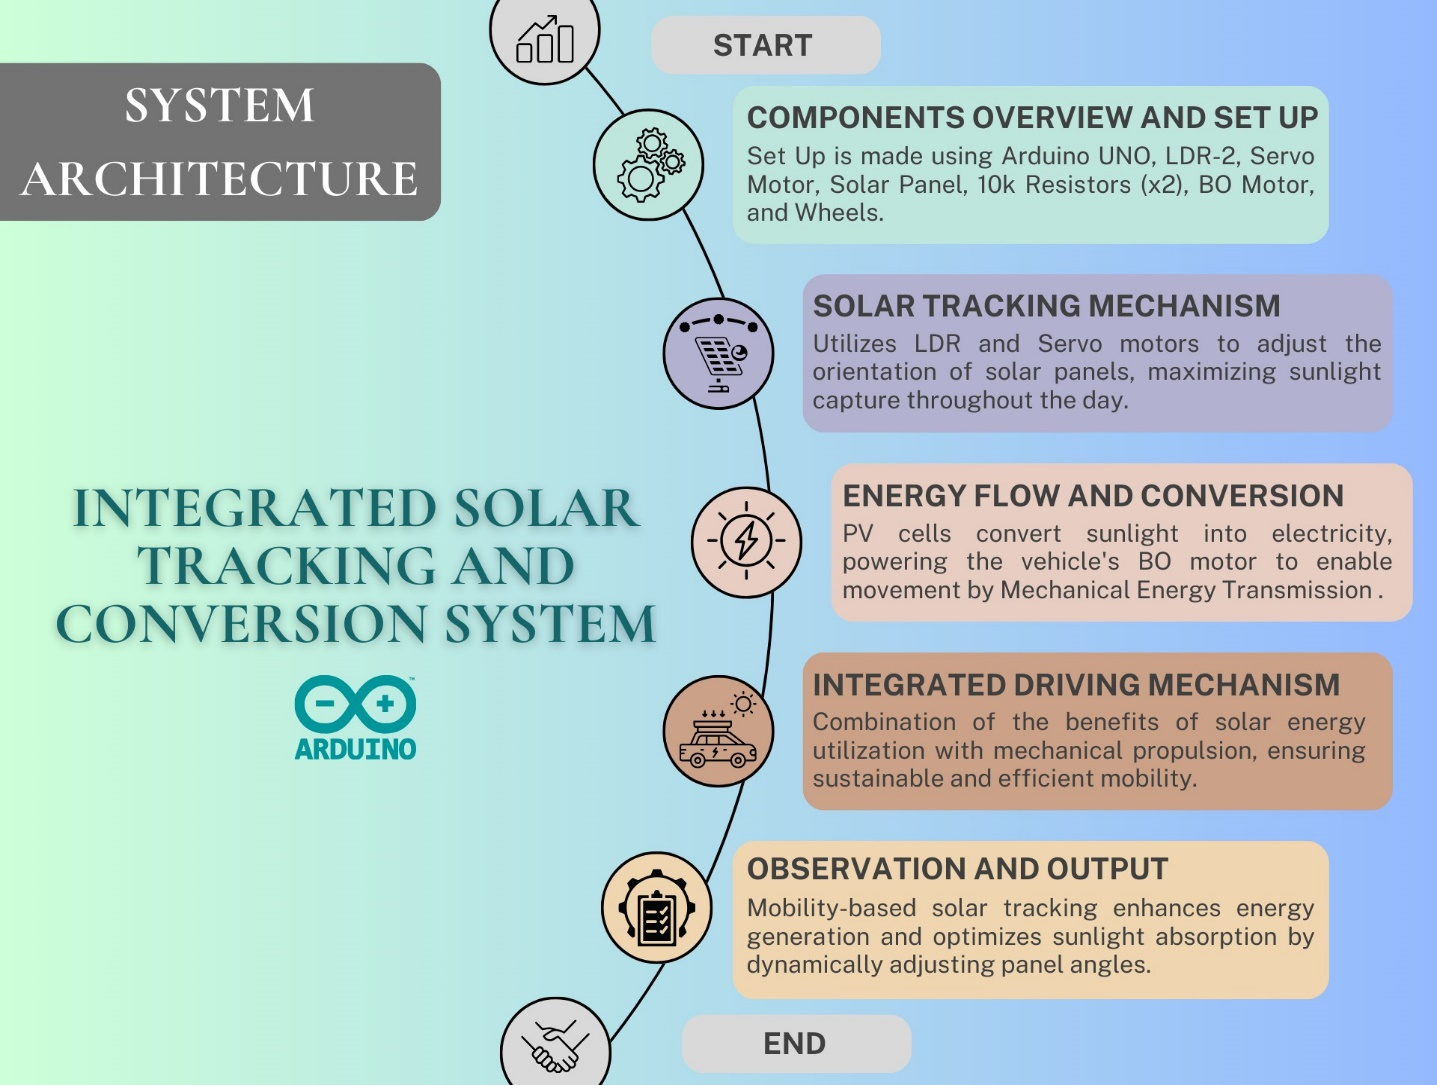 SYSTEM
ARCHITECTURE
START
COMPONENTS OVERVIEW AND SET UP
Set Up is made using Arduino UNO, LDR-2, Servo
Motor, Solar Panel, 10k Resistors (x2), BO Motor,
and Wheels.
SOLAR TRACKING MECHANISM
Utilizes LDR and Servo motors to adjust the
orientation of solar panels, maximizing sunlight
capture throughout the day.
INTEGRATED SOLAR
TRACKING AND
CONVERSION SYSTEM
ARDUINO
ENERGY FLOW AND CONVERSION
PV cells convert sunlight into electricity,
powering the vehicle's BO motor to enable
movement by Mechanical Energy Transmission .
INTEGRATED DRIVING MECHANISM
Combination of the benefits of solar energy
utilization with mechanical propulsion, ensuring
sustainable and efficient mobility.
OBSERVATION AND OUTPUT
Mobility-based solar tracking enhances energy
generation and optimizes sunlight absorption by
dynamically adjusting panel angles.
END